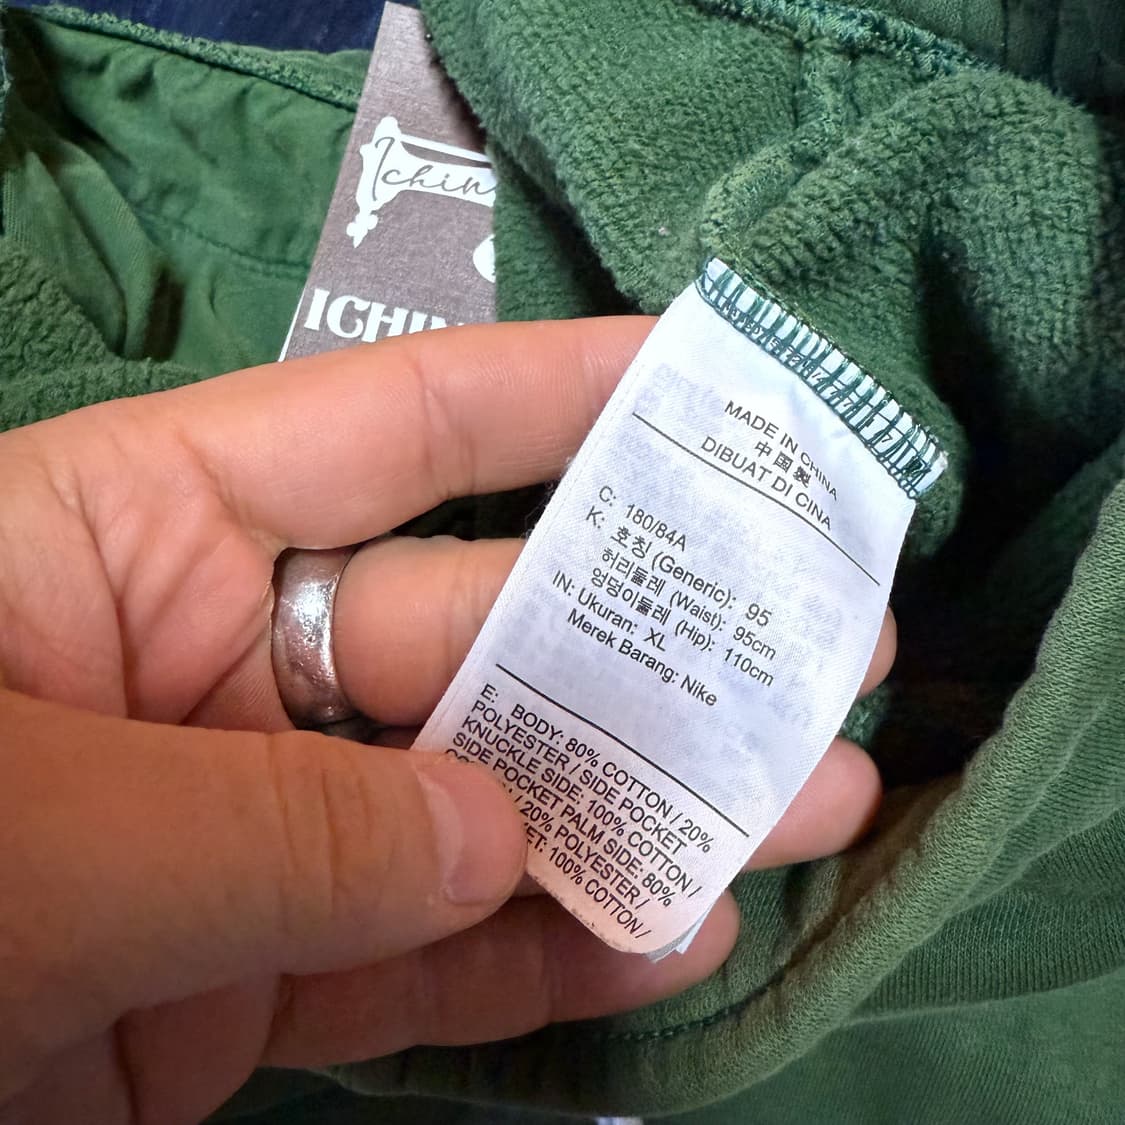 Ichin
ICHIN
MADE IN CHINA
中国製
DIBUAT DI CINA
C: 180/84A
K: 호칭 (Generic): 95
허리둘레 (Waist): 95cm
엉덩이둘레 (Hip): 110cm
IN: Ukuran: XL
Merek Barang: Nike
E: BODY: 80% COTTON / 20%
POLYESTER / SIDE POCKET
KNUCKLE SIDE: 100% COTTON /
SIDE POCKET PALM SIDE: 80%
/ 20% POLYESTER /
100% COTTON /